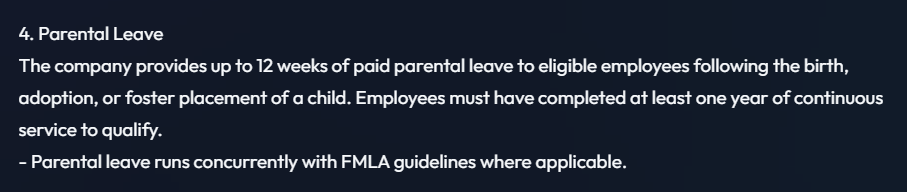 4. Parental Leave
The company provides up to 12 weeks of paid parental leave to eligible employees following the birth,
adoption, or foster placement of a child. Employees must have completed at least one year of continuous
service to qualify.
- Parental leave runs concurrently with FMLA guidelines where applicable.